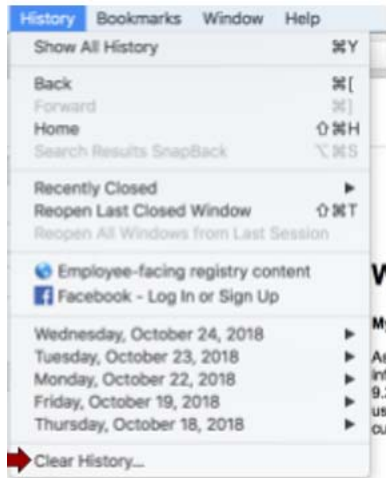 History Bookmarks Window Help
Show All History ⌘Y
Back ⌘[
Forward ⌘]
Home ⇧⌘H
Search Results SnapBack ⌥⌘S
Recently Closed ▶
Reopen Last Closed Window ⇧⌘T
Reopen All Windows from Last Session
Employee-facing registry content
Facebook - Log In or Sign Up
Wednesday, October 24, 2018 ▶
Tuesday, October 23, 2018 ▶
Monday, October 22, 2018 ▶
Friday, October 19, 2018 ▶
Thursday, October 18, 2018 ▶
Clear History...